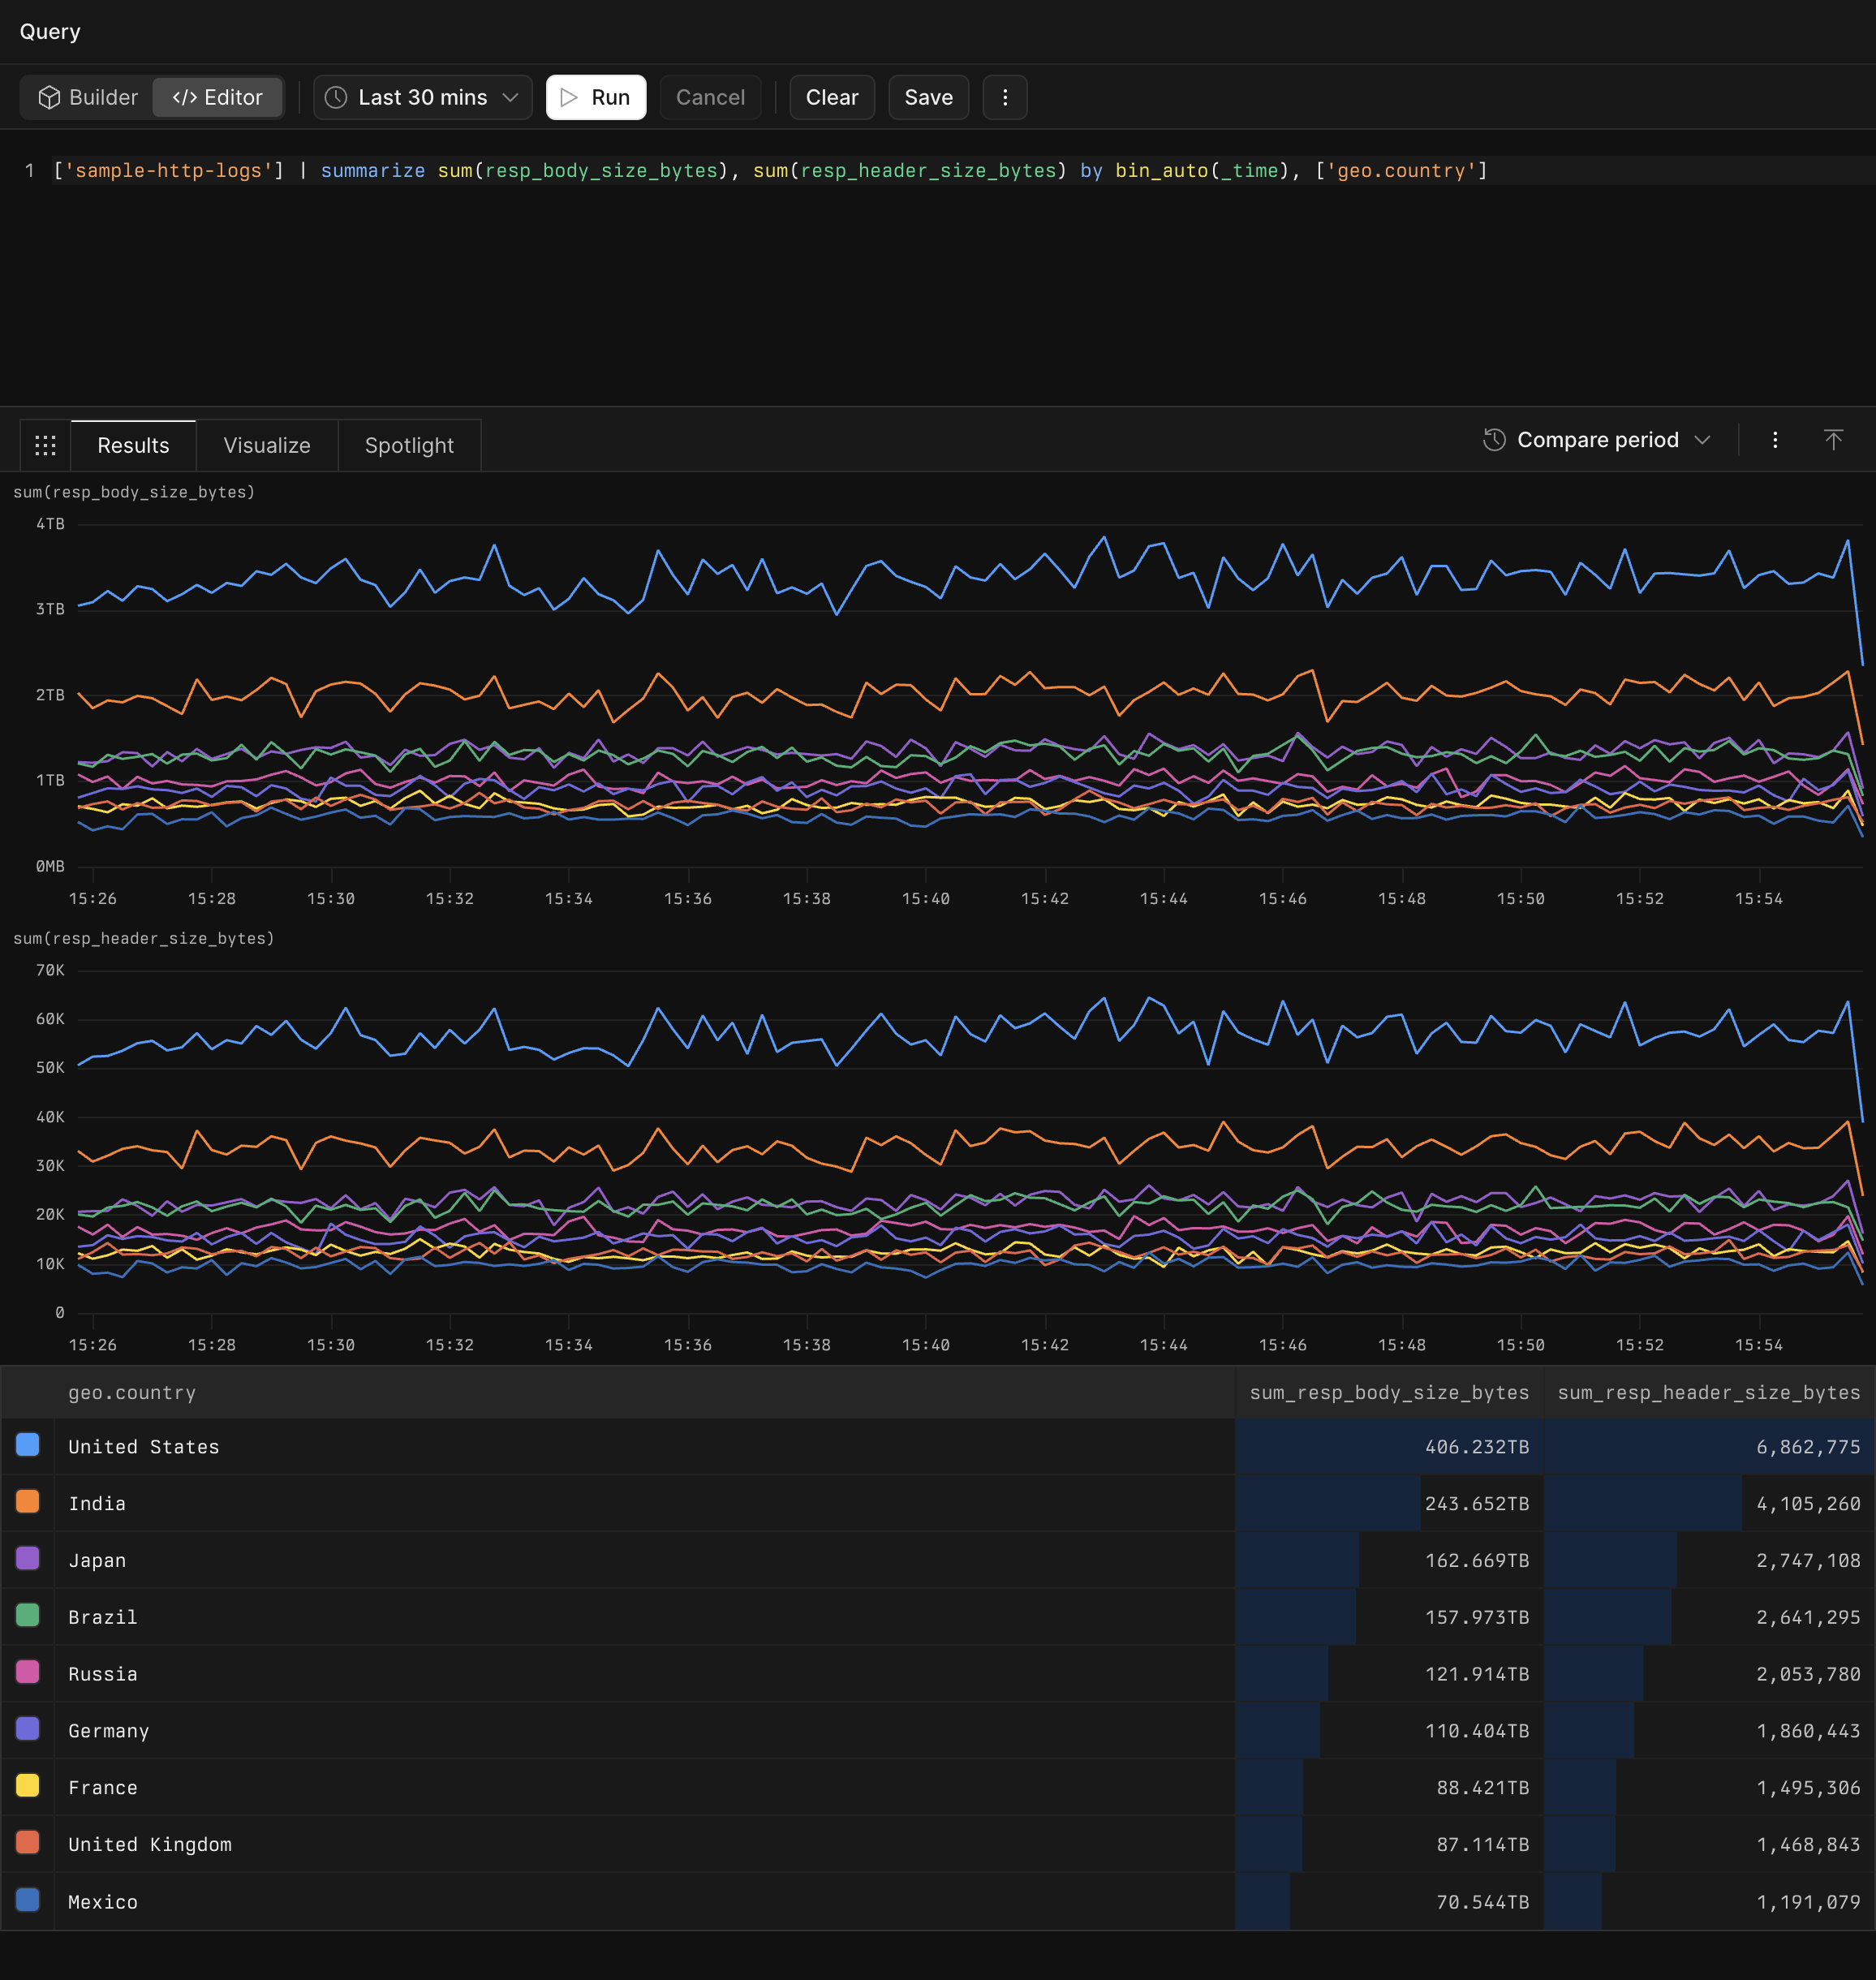 Query
Builder </> Editor Last 30 mins Run Cancel Clear Save
1 ['sample-http-logs'] | summarize sum(resp_body_size_bytes), sum(resp_header_size_bytes) by bin_auto(_time), ['geo.country']
Results Visualize Spotlight Compare period
sum(resp_body_size_bytes)
4TB
3TB
2TB
1TB
0MB
15:26 15:28 15:30 15:32 15:34 15:36 15:38 15:40 15:42 15:44 15:46 15:48 15:50 15:52 15:54
sum(resp_header_size_bytes)
70K
60K
50K
40K
30K
20K
10K
0
15:26 15:28 15:30 15:32 15:34 15:36 15:38 15:40 15:42 15:44 15:46 15:48 15:50 15:52 15:54
geo.country sum_resp_body_size_bytes sum_resp_header_size_bytes
United States 406.232TB 6,862,775
India 243.652TB 4,105,260
Japan 162.669TB 2,747,108
Brazil 157.973TB 2,641,295
Russia 121.914TB 2,053,780
Germany 110.404TB 1,860,443
France 88.421TB 1,495,306
United Kingdom 87.114TB 1,468,843
Mexico 70.544TB 1,191,079